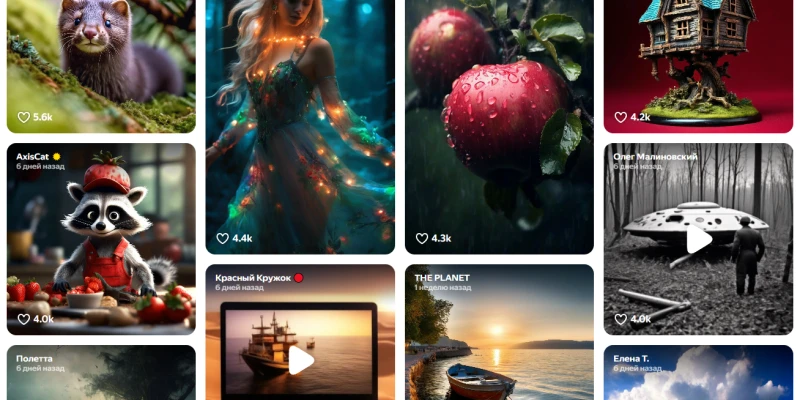 5.6k
4.4k
4.3k
4.2k
AxisCat
6 дней назад
4.0k
Красный Кружок
6 дней назад
THE PLANET
1 неделю назад
Олег Малиновский
6 дней назад
4.0k
Полетта
6 дней назад
Елена Т.
6 дней назад